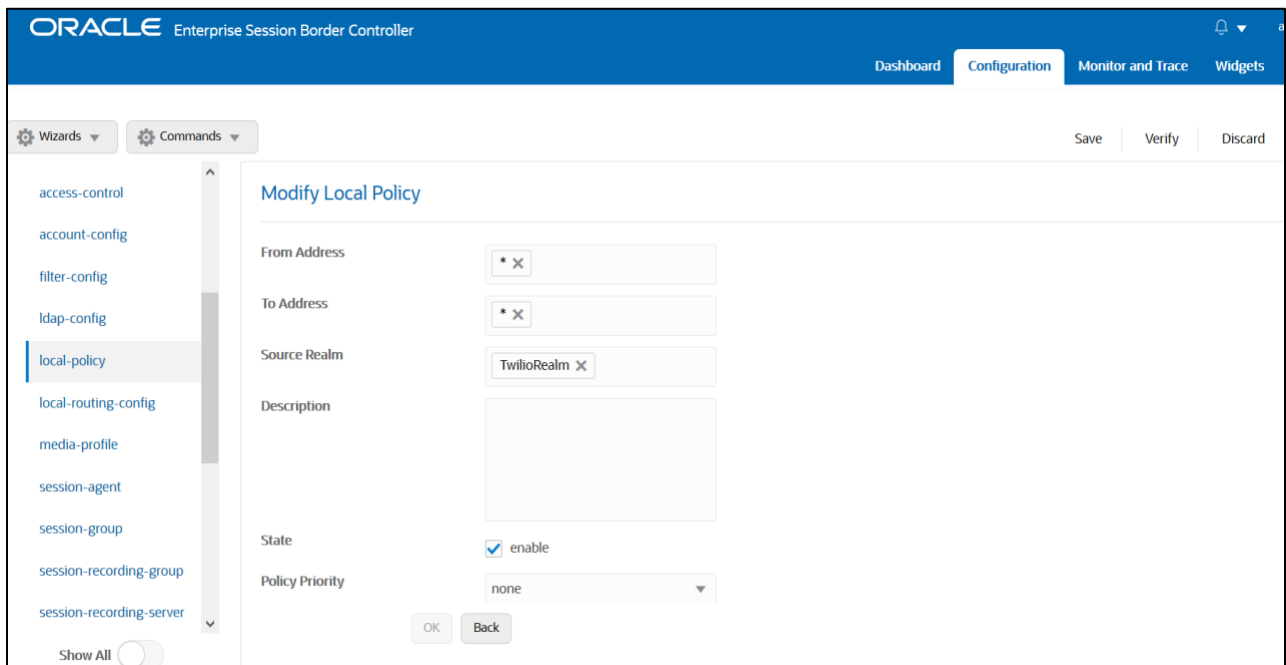 ORACLE Enterprise Session Border Controller
Dashboard Configuration Monitor and Trace Widgets
Wizards Commands Save Verify Discard
access-control
account-config
filter-config
ldap-config
local-policy
local-routing-config
media-profile
session-agent
session-group
session-recording-group
session-recording-server
Show All
Modify Local Policy
From Address * ×
To Address * ×
Source Realm TwilioRealm ×
Description
State enable
Policy Priority none
OK Back